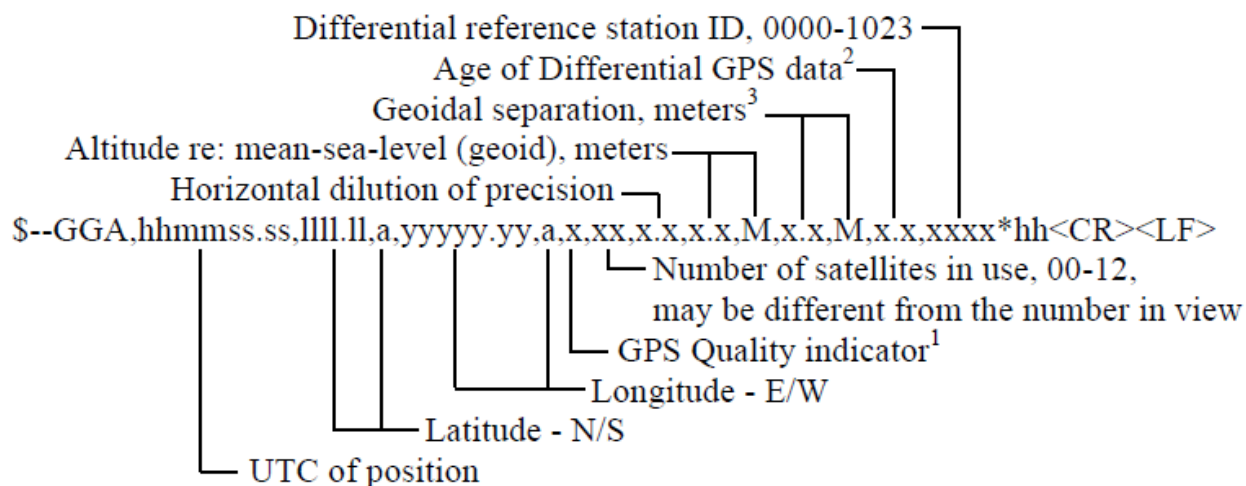 Differential reference station ID, 0000-1023
Age of Differential GPS data2
Geoidal separation, meters3
Altitude re: mean-sea-level (geoid), meters
Horizontal dilution of precision
$--GGA,hhmmss.ss,llll.ll,a,yyyyy.yy,a,x,xx,x.x,x.x,M,x.x,M,x.x,xxxx*hh<CR><LF>
Number of satellites in use, 00-12,
may be different from the number in view
GPS Quality indicator1
Longitude - E/W
Latitude - N/S
UTC of position